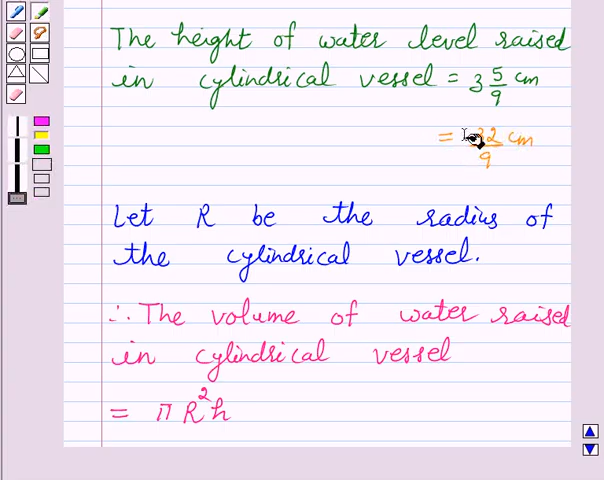 The height of water level raised
in cylindrical vessel = 3 5/9 cm
= 32/9 cm
Let R be the radius of
the cylindrical vessel.
∴ The volume of water raised
in cylindrical vessel
= π R²h